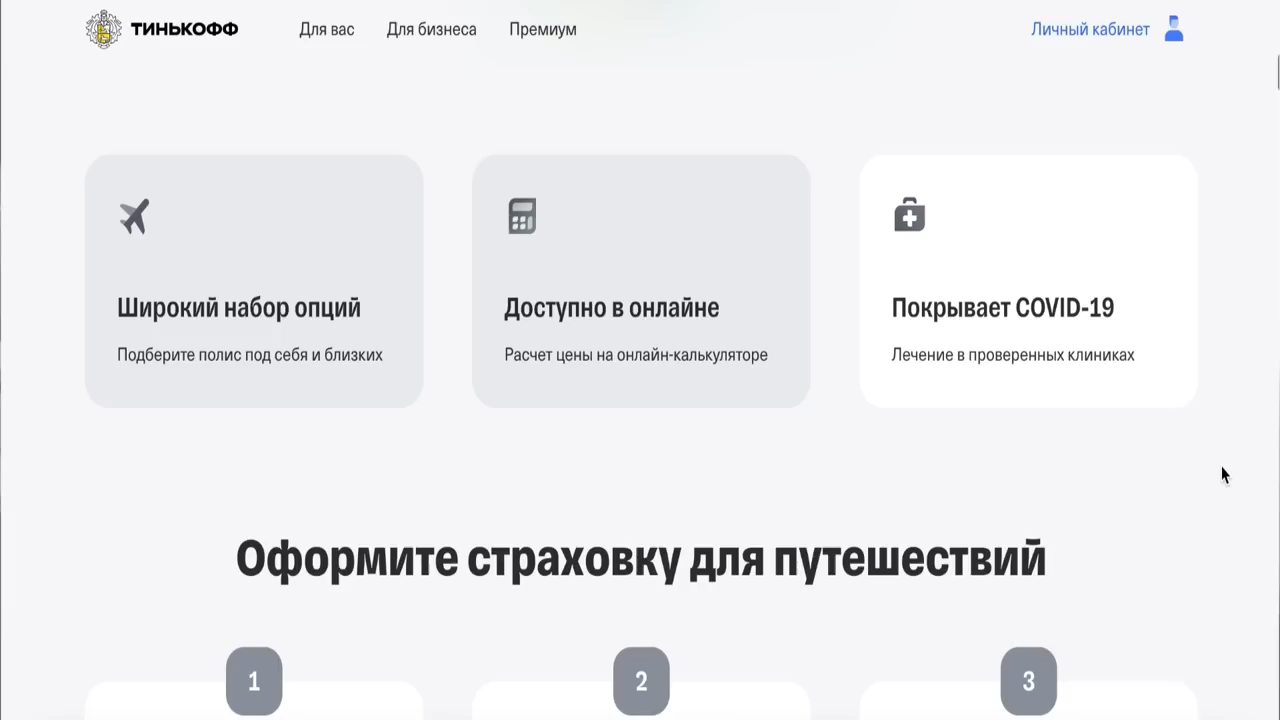 ТИНЬКОФФ
Для вас
Для бизнеса
Премиум
Личный кабинет
Широкий набор опций
Подберите полис под себя и близких
Доступно в онлайне
Расчет цены на онлайн-калькуляторе
Покрывает COVID-19
Лечение в проверенных клиниках
Оформите страховку для путешествий
1
2
3